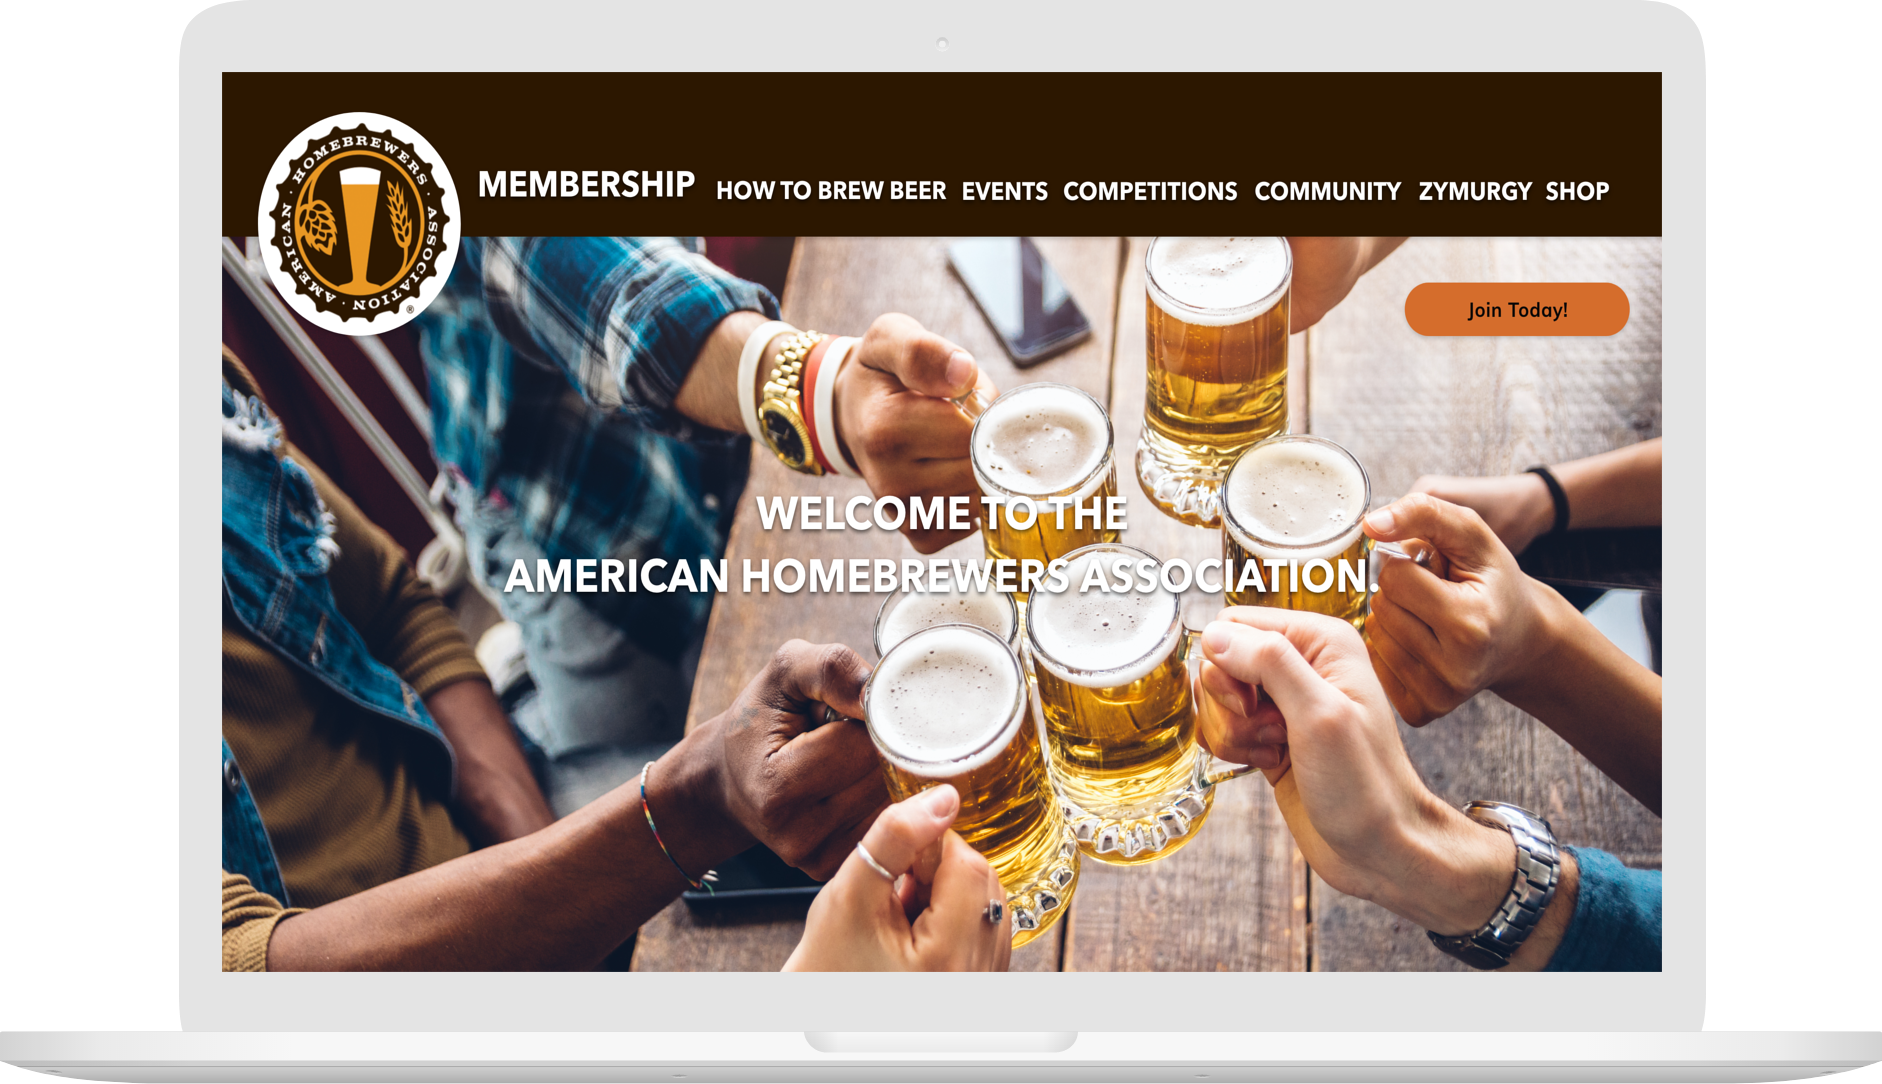 AMERICAN · HOMEBREWERS · ASSOCIATION ·
®
MEMBERSHIP HOW TO BREW BEER EVENTS COMPETITIONS COMMUNITY ZYMURGY SHOP
Join Today!
WELCOME TO THE
AMERICAN HOMEBREWERS ASSOCIATION.